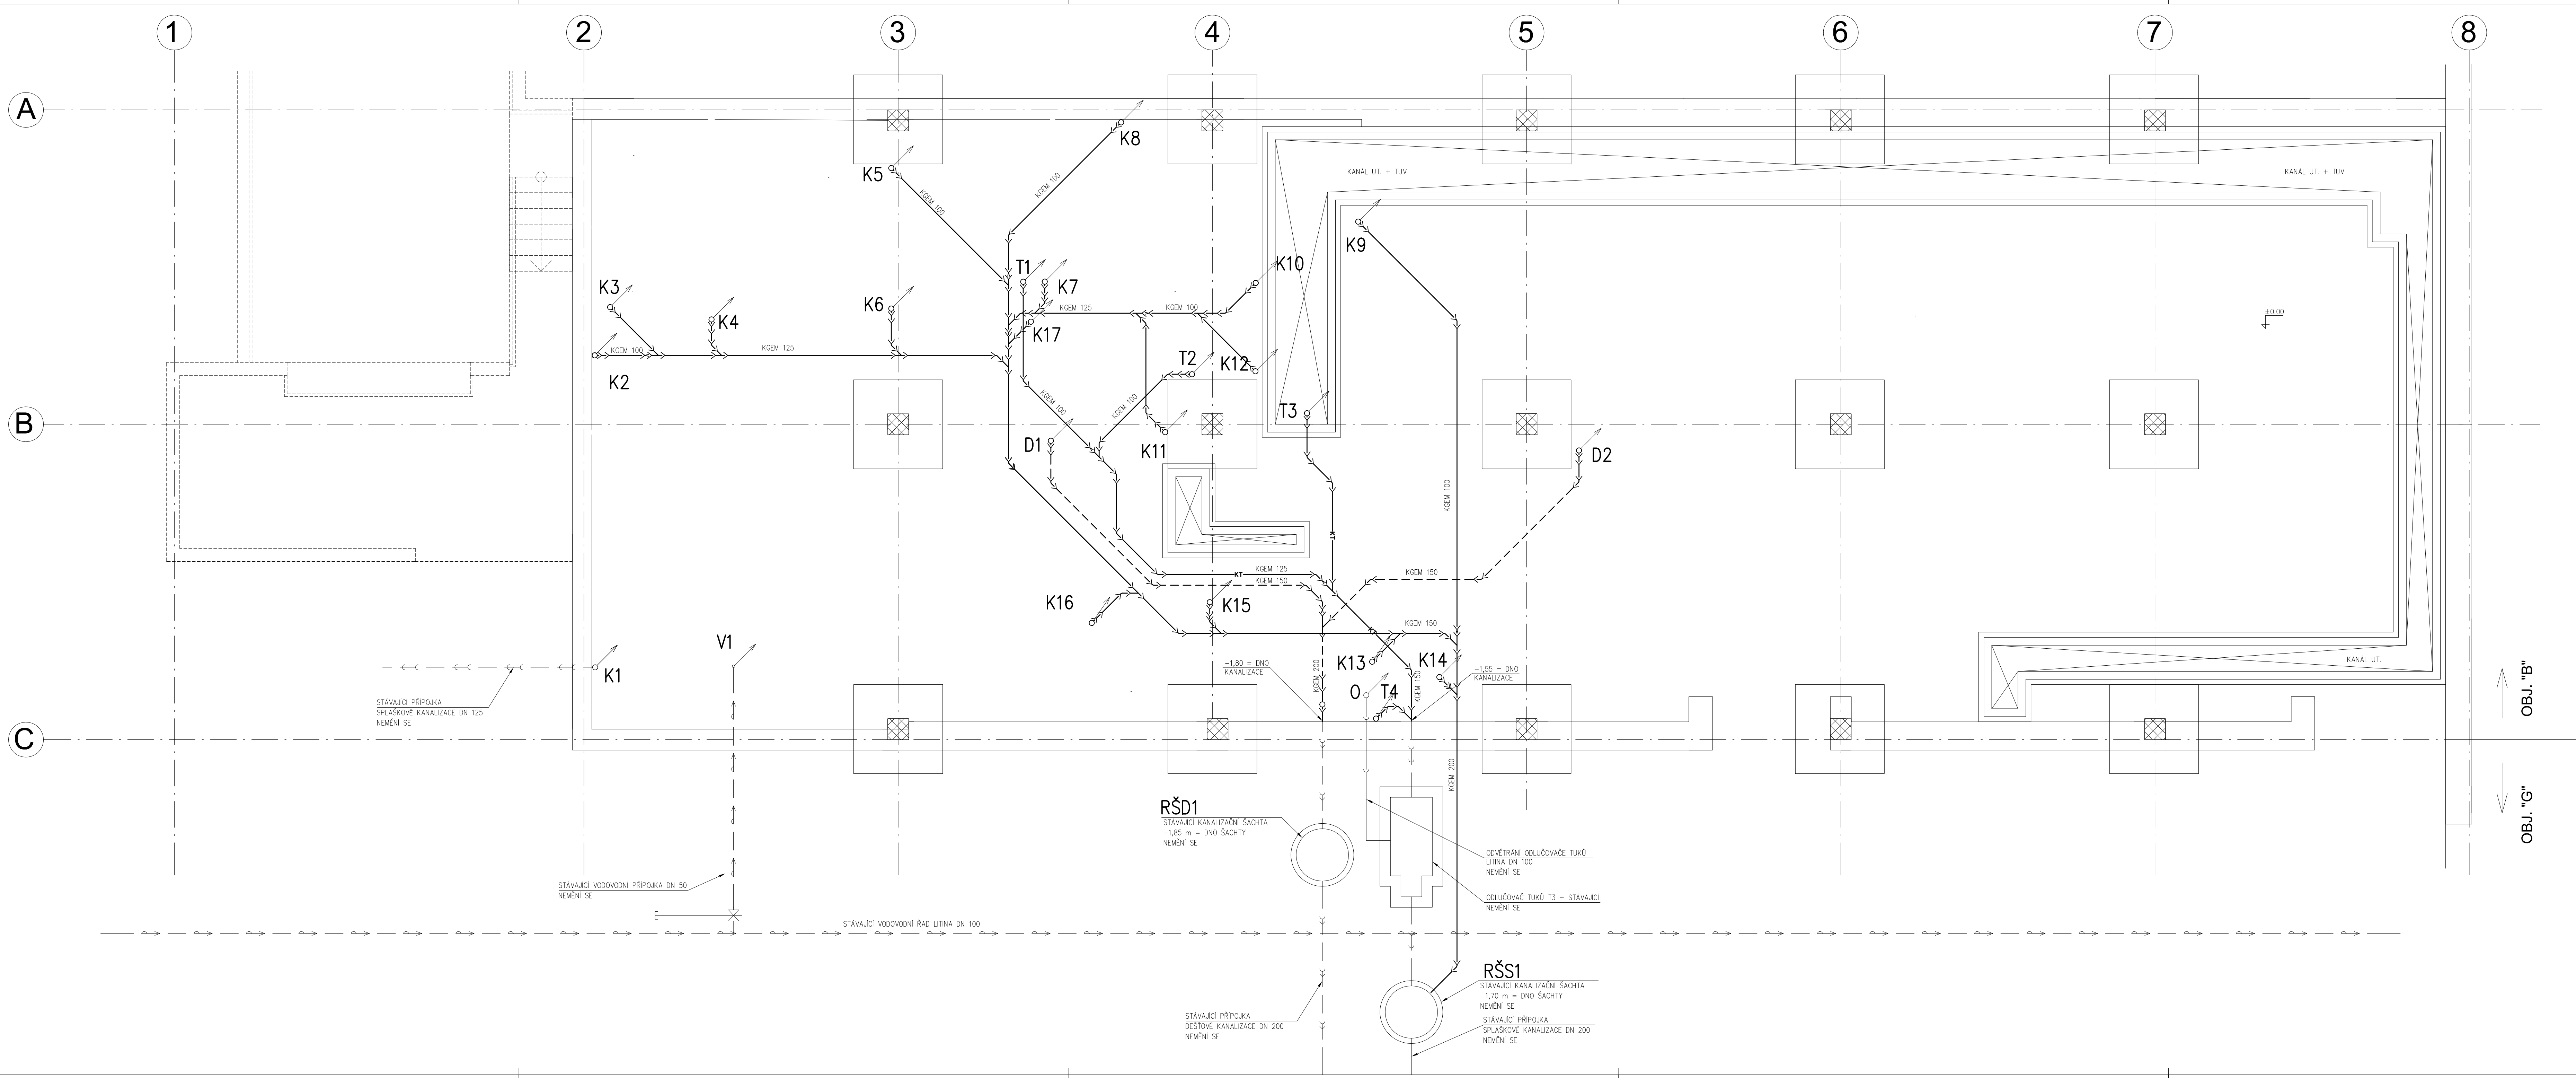 1 2 3 4 5 6 7 8
A
K8
K5
KANÁL UT. + TUV
KANÁL UT. + TUV
KGEM 100
KGEM 100
K9
K10
T1
K7
K3
K6
K4
K17
KGEM 125
KGEM 100
±0.00
KGEM 100
KGEM 125
K2
T2
K12
KGEM 100
KGEM 100
T3
B
D1
K11
D2
KGEM 100
KT
KGEM 125
KT
KGEM 150
KGEM 150
K16
K15
KGEM 150
V1
K1
KT
K13
K14
−1,80 = DNO
KANALIZACE
KGEM 200
−1,55 = DNO
KANALIZACE
KANÁL UT.
O
T4
KGEM 150
STÁVAJÍCÍ PŘÍPOJKA
SPLAŠKOVÉ KANALIZACE DN 125
NEMĚNÍ SE
OBJ. "B"
C
KGEM 200
OBJ. "G"
RŠD1
STÁVAJÍCÍ KANALIZAČNÍ ŠACHTA
−1,85 m = DNO ŠACHTY
NEMĚNÍ SE
ODVĚTRÁNÍ ODLUČOVAČE TUKŮ
LITINA DN 100
NEMĚNÍ SE
STÁVAJÍCÍ VODOVODNÍ PŘÍPOJKA DN 50
NEMĚNÍ SE
ODLUČOVAČ TUKŮ T3 − STÁVAJÍCÍ
NEMĚNÍ SE
STÁVAJÍCÍ VODOVODNÍ ŘAD LITINA DN 100
RŠS1
STÁVAJÍCÍ KANALIZAČNÍ ŠACHTA
−1,70 m = DNO ŠACHTY
NEMĚNÍ SE
STÁVAJÍCÍ PŘÍPOJKA
DEŠŤOVÉ KANALIZACE DN 200
NEMĚNÍ SE
STÁVAJÍCÍ PŘÍPOJKA
SPLAŠKOVÉ KANALIZACE DN 200
NEMĚNÍ SE